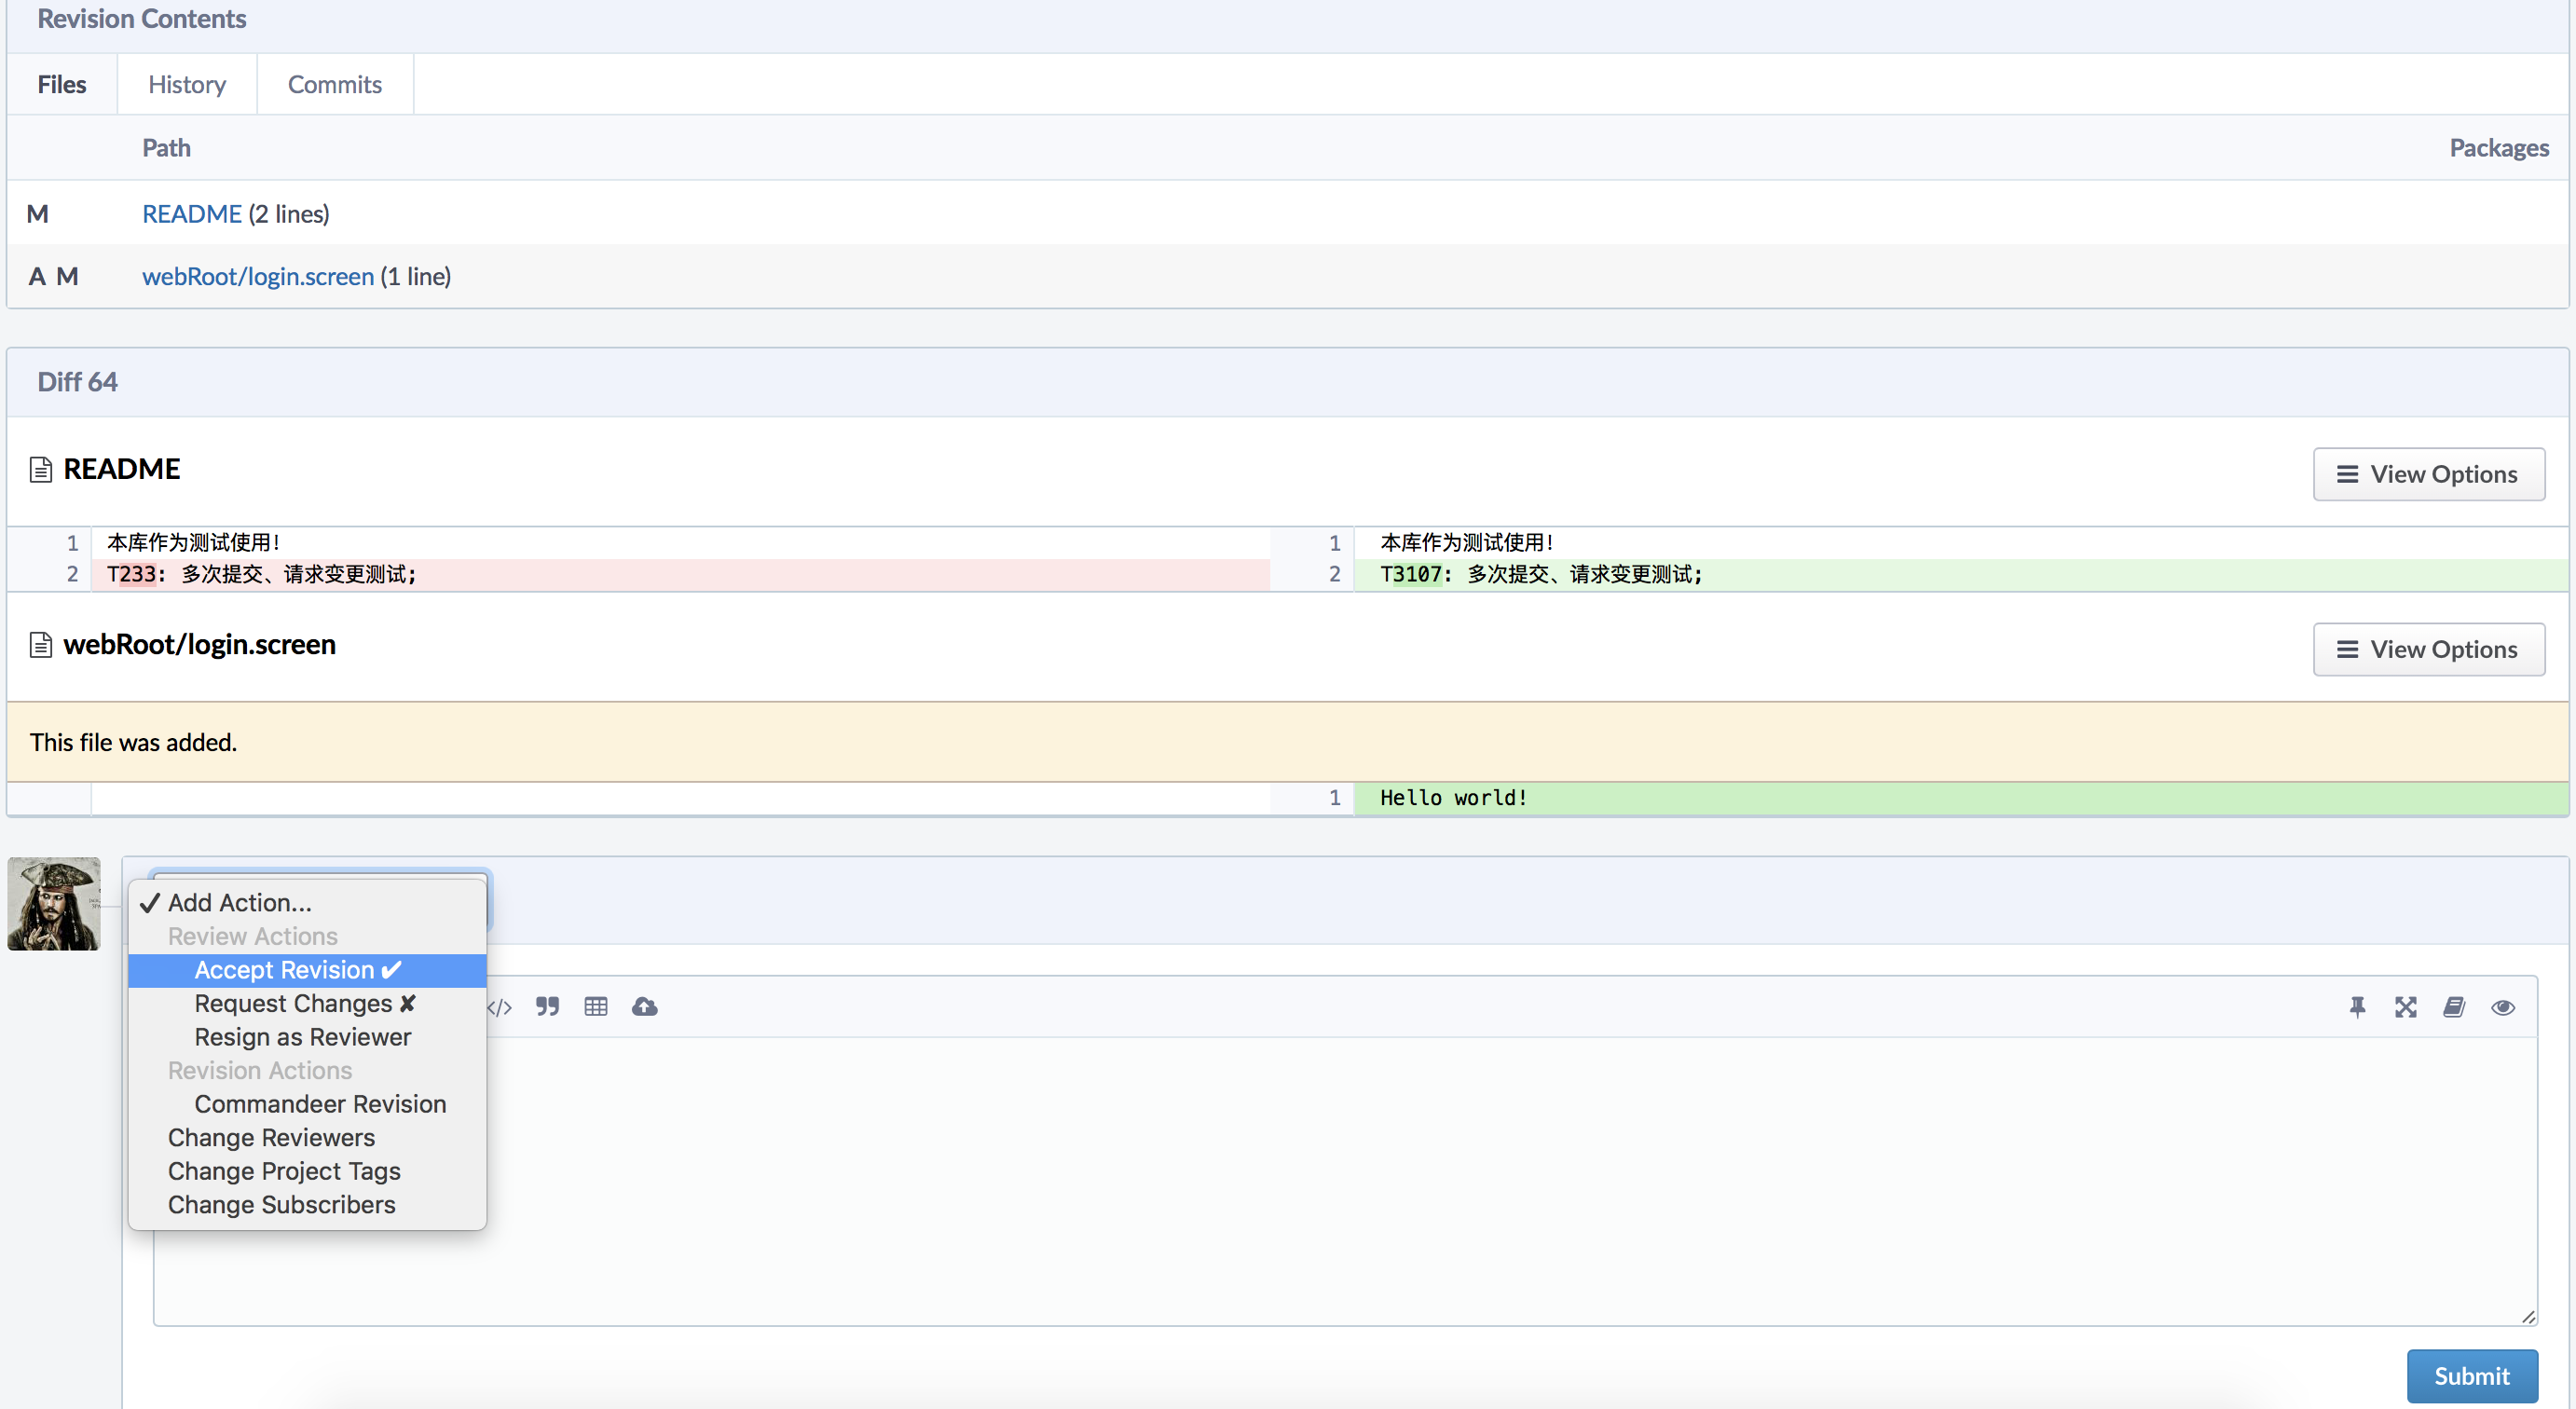 Revision Contents
Files History Commits
Path Packages
M README (2 lines)
A M webRoot/login.screen (1 line)
Diff 64
README View Options
1 本库作为测试使用! 1 本库作为测试使用!
2 T233: 多次提交、请求变更测试; 2 T3107: 多次提交、请求变更测试;
webRoot/login.screen View Options
This file was added.
1 Hello world!
✓ Add Action...
Review Actions
Accept Revision ✔
Request Changes ✘
Resign as Reviewer
Revision Actions
Commandeer Revision
Change Reviewers
Change Project Tags
Change Subscribers
Submit